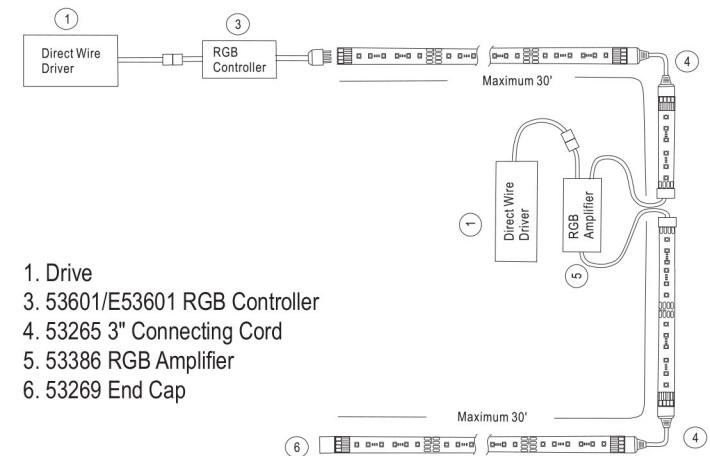 1
Direct Wire
Driver
3
RGB
Controller
Maximum 30'
4
1
Direct Wire
Driver
RGB
Amplifier
5
1. Drive
3. 53601/E53601 RGB Controller
4. 53265 3" Connecting Cord
5. 53386 RGB Amplifier
6. 53269 End Cap
Maximum 30'
6
4